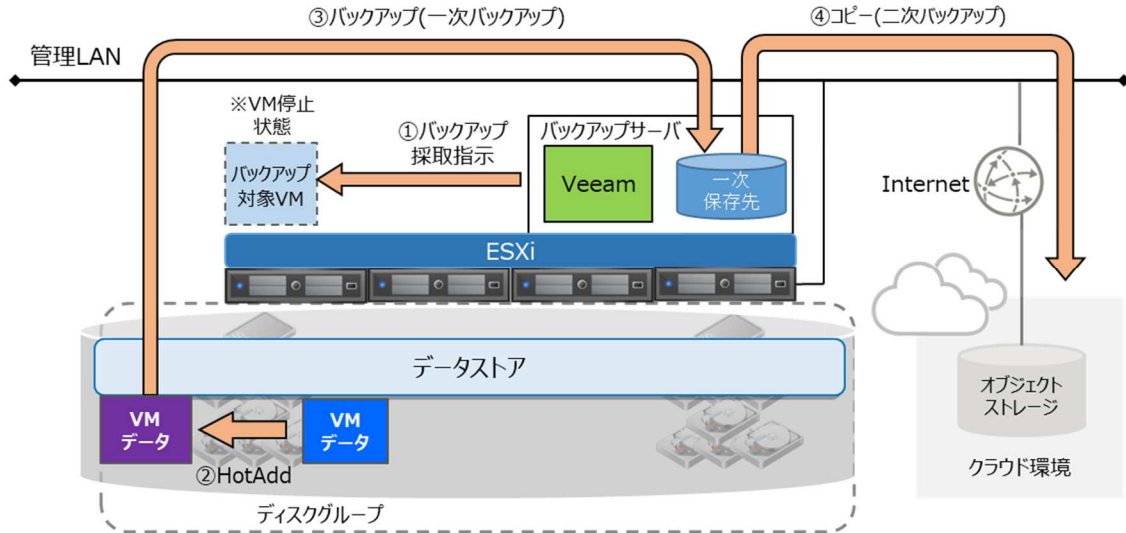 ③バックアップ(一次バックアップ)
④コピー(二次バックアップ)
管理LAN
※VM停止
状態
①バックアップ
採取指示
バックアップサーバ
バックアップ
対象VM
Veeam
一次
保存先
Internet
ESXi
データストア
VM
データ
VM
データ
②HotAdd
オブジェクト
ストレージ
クラウド環境
ディスクグループ